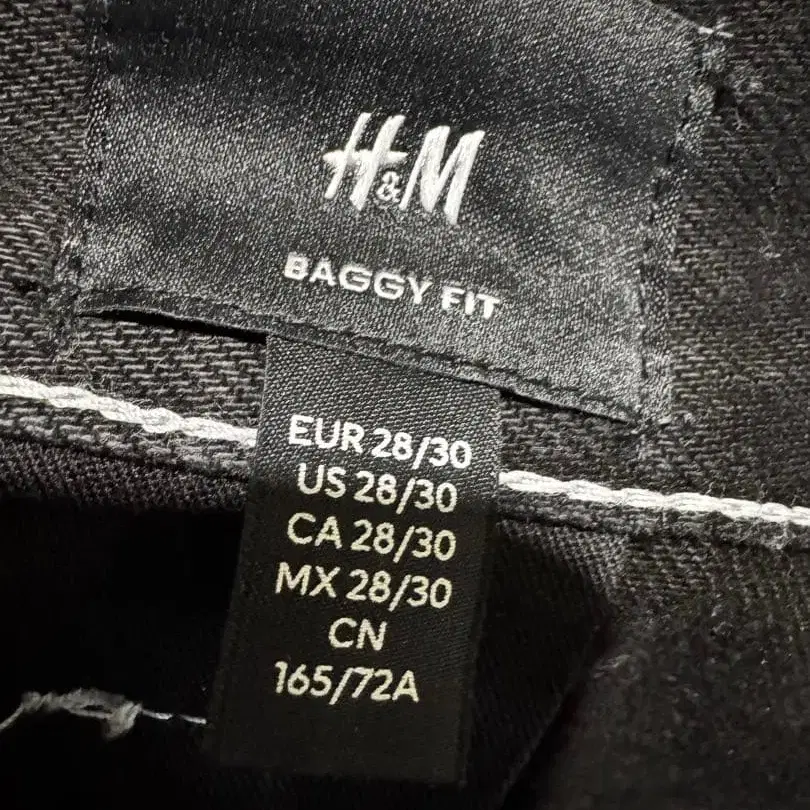 H&M
BAGGY FIT
EUR 28/30
US 28/30
CA 28/30
MX 28/30
CN
165/72A